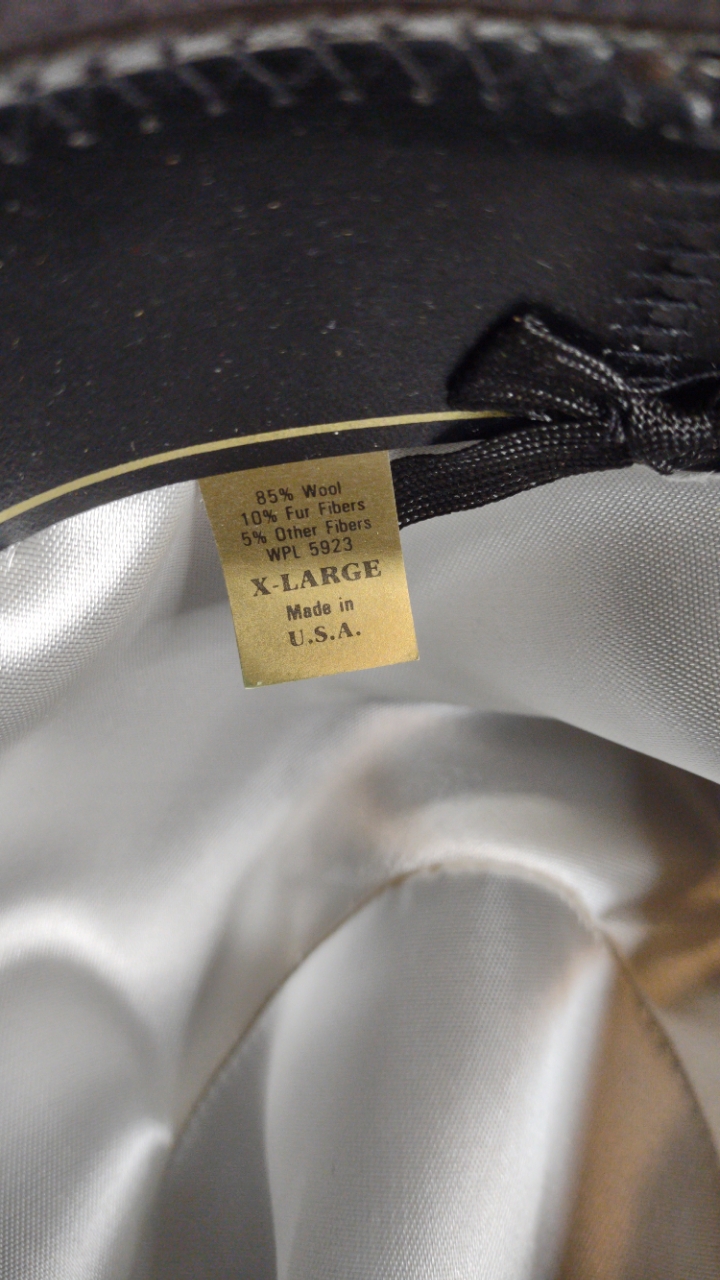 85% Wool
10% Fur Fibers
5% Other Fibers
WPL 5923
X-LARGE
Made in
U.S.A.